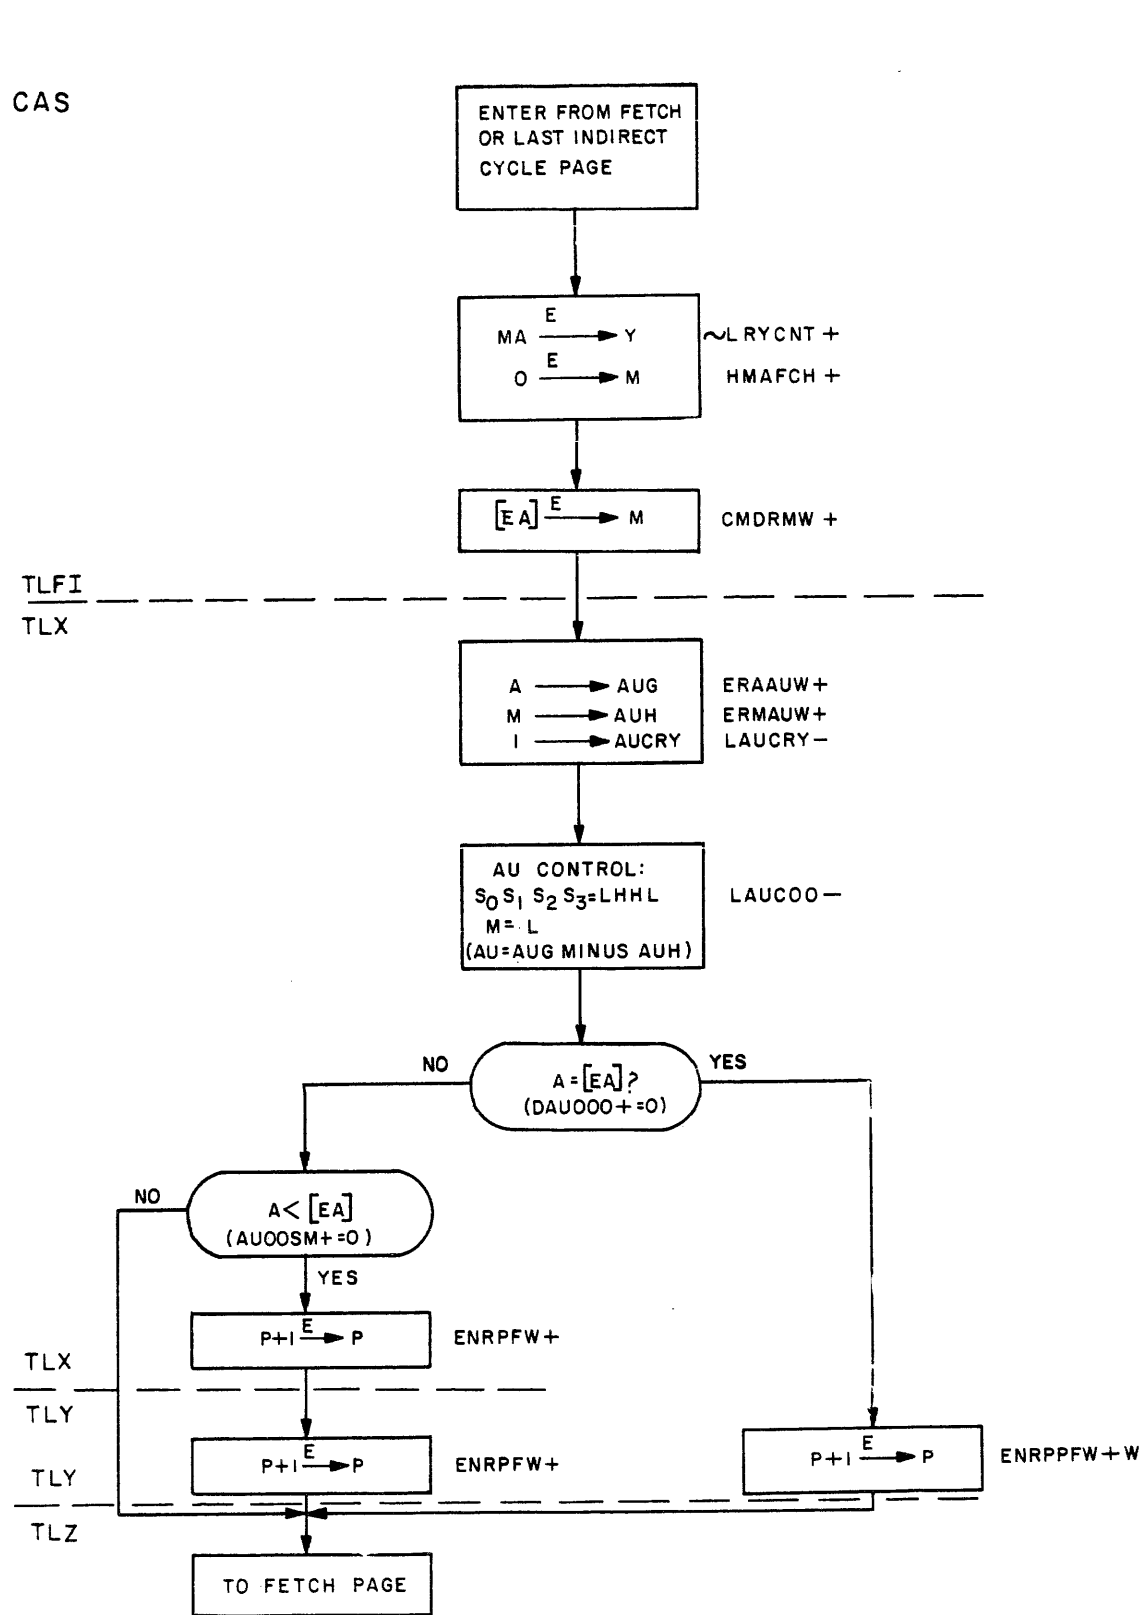 CAS
ENTER FROM FETCH
OR LAST INDIRECT
CYCLE PAGE
E
MA → Y ~LRYCNT +
E
O → M HMAFCH +
[EA] E → M CMDRMW +
TLFI
TLX
A → AUG ERAAUW+
M → AUH ERMAUW+
I → AUCRY LAUCRY-
AU CONTROL:
S0 S1 S2 S3=LHHL LAUCOO-
M= L
(AU=AUG MINUS AUH)
NO YES
A=[EA]?
(DAUOOO+=O)
NO
A< [EA]
(AUOOSM+=O)
YES
P+I E → P ENRPFW+
TLX
TLY
P+I E → P ENRPFW+
P+I E → P ENRPPFW+W
TLY
TLZ
TO FETCH PAGE